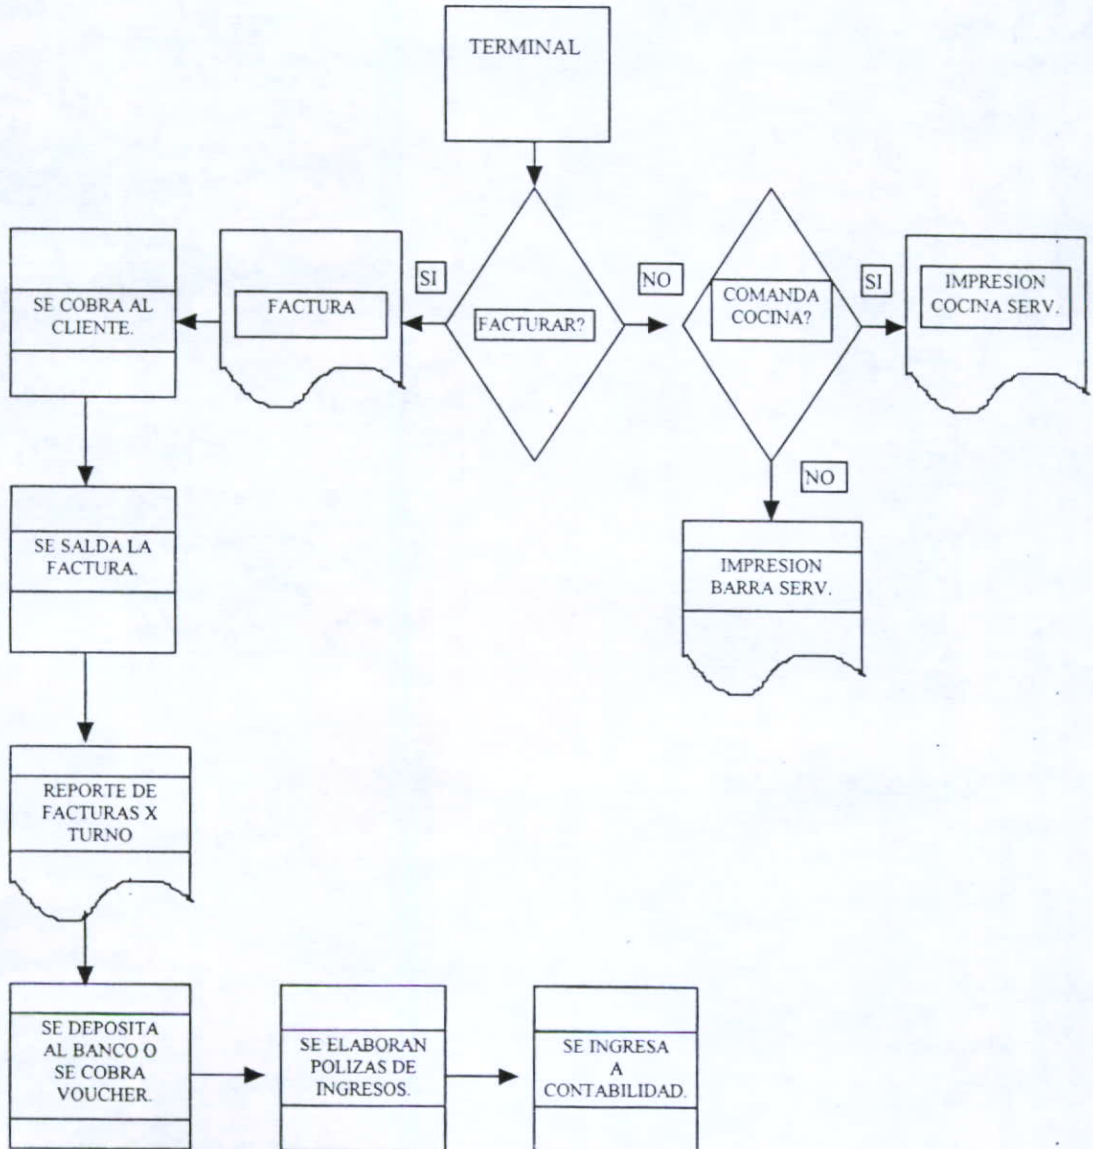 TERMINAL
SE COBRA AL
CLIENTE.
FACTURA
SI
FACTURAR?
NO
COMANDA
COCINA?
SI
IMPRESION
COCINA SERV.
NO
SE SALDA LA
FACTURA.
IMPRESION
BARRA SERV.
REPORTE DE
FACTURAS X
TURNO
SE DEPOSITA
AL BANCO O
SE COBRA
VOUCHER.
SE ELABORAN
POLIZAS DE
INGRESOS.
SE INGRESA
A
CONTABILIDAD.